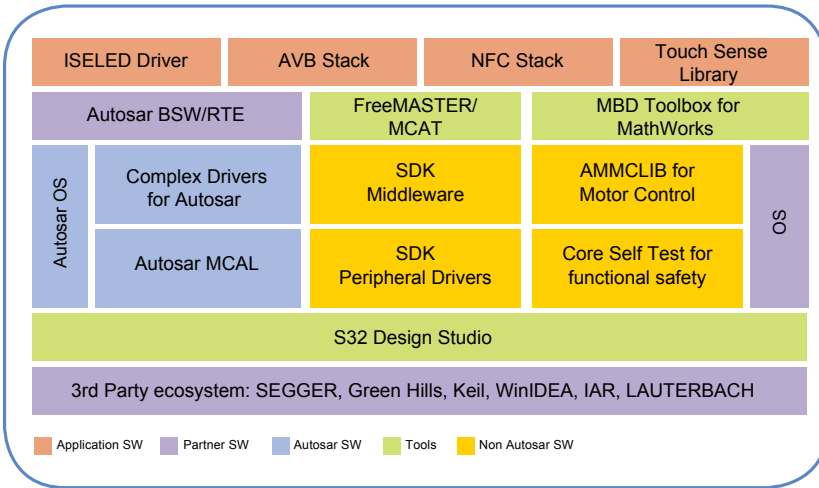 ISELED Driver
AVB Stack
NFC Stack
Touch Sense
Library
Autosar BSW/RTE
FreeMASTER/
MCAT
MBD Toolbox for
MathWorks
Autosar OS
Complex Drivers
for Autosar
SDK
Middleware
AMMCLIB for
Motor Control
OS
Autosar MCAL
SDK
Peripheral Drivers
Core Self Test for
functional safety
S32 Design Studio
3rd Party ecosystem: SEGGER, Green Hills, Keil, WinIDEA, IAR, LAUTERBACH
Application SW
Partner SW
Autosar SW
Tools
Non Autosar SW